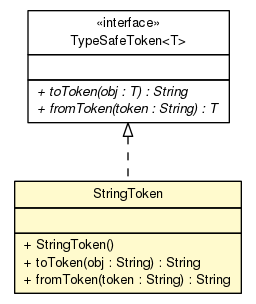 «interface»
TypeSafeToken<T>
+ toToken(obj : T) : String
+ fromToken(token : String) : T
StringToken
+ StringToken()
+ toToken(obj : String) : String
+ fromToken(token : String) : String